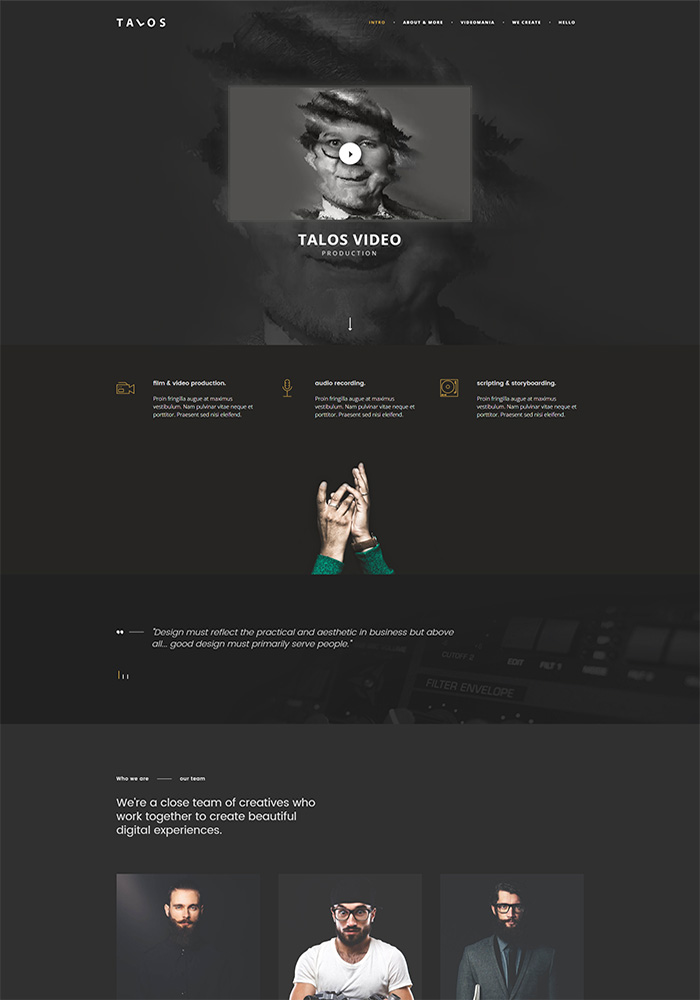 TALOS
INTRO • ABOUT & MORE • VIDEOMANIA • WE CREATE • HELLO
TALOS VIDEO
PRODUCTION
film & video production.
Proin fringilla augue at maximus
vestibulum. Nam pulvinar vitae neque et
porttitor. Praesent sed nisi eleifend.
audio recording.
Proin fringilla augue at maximus
vestibulum. Nam pulvinar vitae neque et
porttitor. Praesent sed nisi eleifend.
scripting & storyboarding.
Proin fringilla augue at maximus
vestibulum. Nam pulvinar vitae neque et
porttitor. Praesent sed nisi eleifend.
"Design must reflect the practical and aesthetic in business but above
all... good design must primarily serve people."
CUTOFF 2
EDIT
FILT 1
FILTER ENVELOPE
Who we are — our team
We're a close team of creatives who
work together to create beautiful
digital experiences.